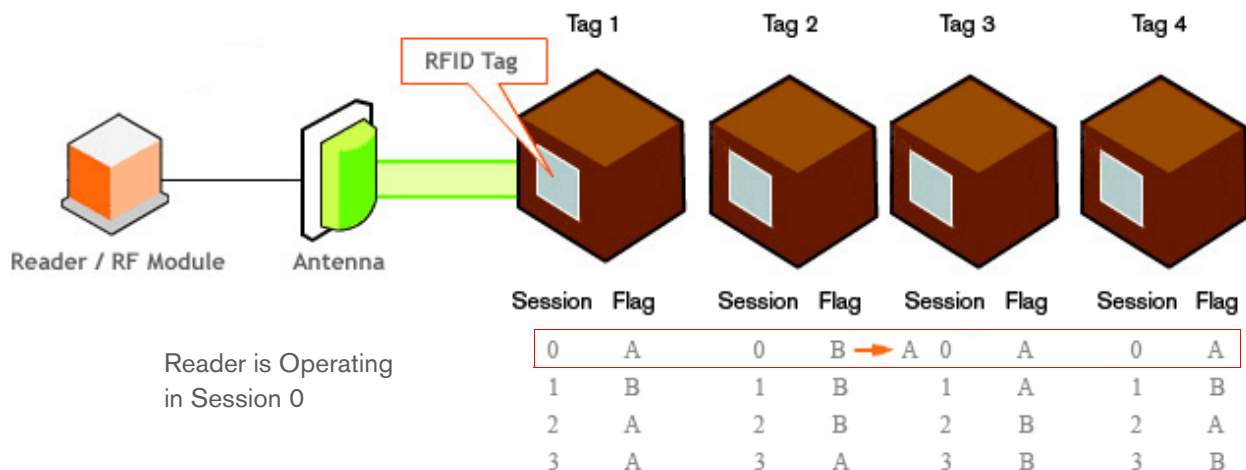 Tag 1 Tag 2 Tag 3 Tag 4
RFID Tag
Reader / RF Module Antenna
Session Flag Session Flag Session Flag Session Flag
0 A 0 B → A 0 A 0 A
1 B 1 B 1 A 1 B
2 A 2 B 2 B 2 A
3 A 3 A 3 B 3 B
Reader is Operating
in Session 0